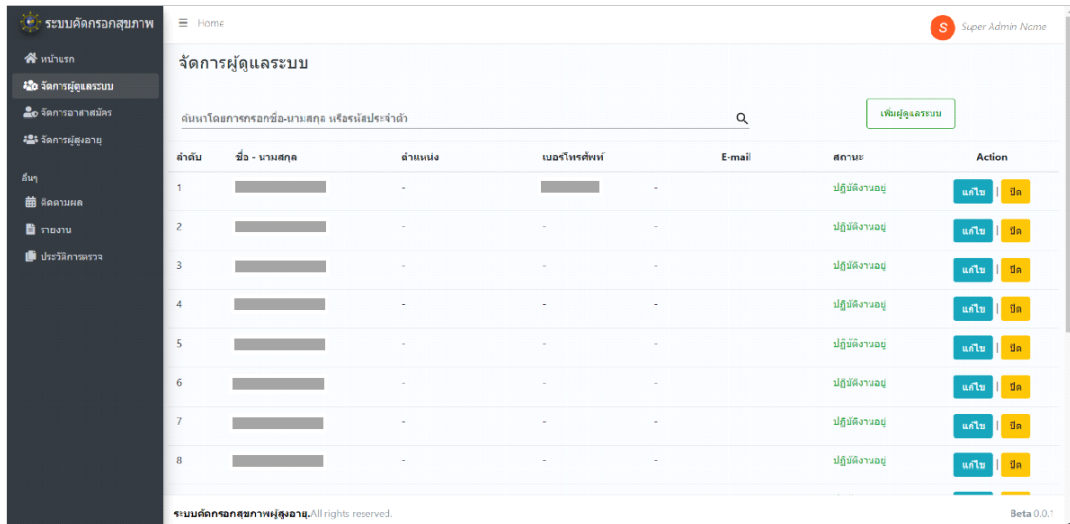 ระบบคัดกรองสุขภาพ
Home
S Super Admin Name
หน้าแรก
จัดการผู้ดูแลระบบ
จัดการอาสาสมัคร
จัดการผู้สูงอายุ
อื่นๆ
ติดตามผล
รายงาน
ประวัติการตรวจ
จัดการผู้ดูแลระบบ
ค้นหาโดยการกรอกชื่อ-นามสกุล หรือรหัสประจำตัว
เพิ่มผู้ดูแลระบบ
ลำดับ ชื่อ - นามสกุล ตำแหน่ง เบอร์โทรศัพท์ E-mail สถานะ Action
1 - - ปฏิบัติงานอยู่ แก้ไข | ปิด
2 - - - ปฏิบัติงานอยู่ แก้ไข | ปิด
3 - - - ปฏิบัติงานอยู่ แก้ไข | ปิด
4 - - - ปฏิบัติงานอยู่ แก้ไข | ปิด
5 - - - ปฏิบัติงานอยู่ แก้ไข | ปิด
6 - - - ปฏิบัติงานอยู่ แก้ไข | ปิด
7 - - - ปฏิบัติงานอยู่ แก้ไข | ปิด
8 - - - ปฏิบัติงานอยู่ แก้ไข | ปิด
ระบบคัดกรองสุขภาพผู้สูงอายุ. All rights reserved.
Beta 0.0.1